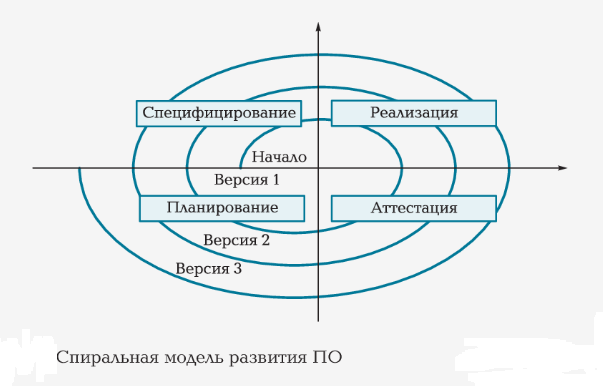 Специфицирование
Реализация
Начало
Версия 1
Планирование
Аттестация
Версия 2
Версия 3
Спиральная модель развития ПО